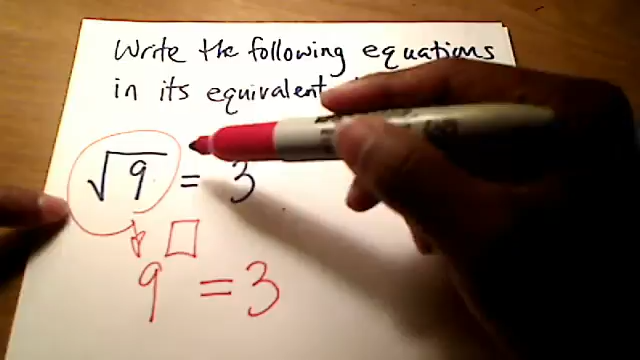 Write the following equations
in its equivalent
√9 = 3
9□ = 3